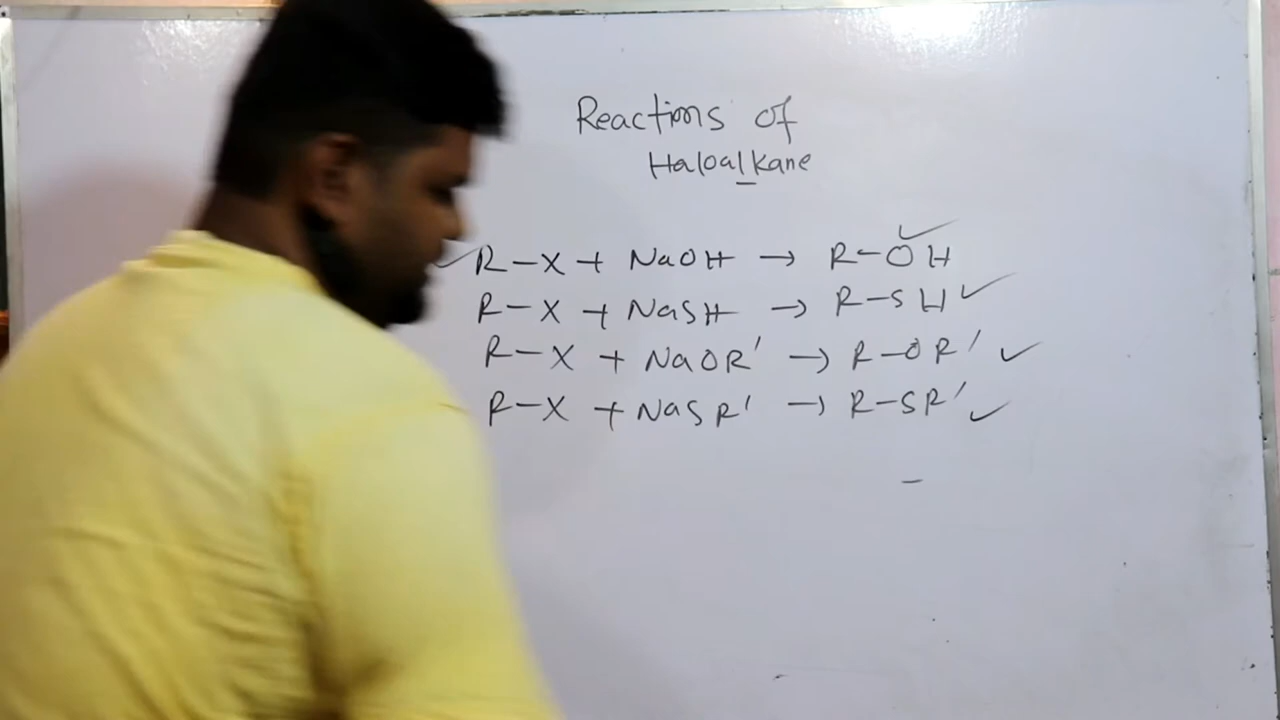 Reactions of
Haloalkane
R-X + NaOH → R-OH
R-X + NaSH → R-SH
R-X + NaOR' → R-OR'
R-X + NaSR' → R-SR'